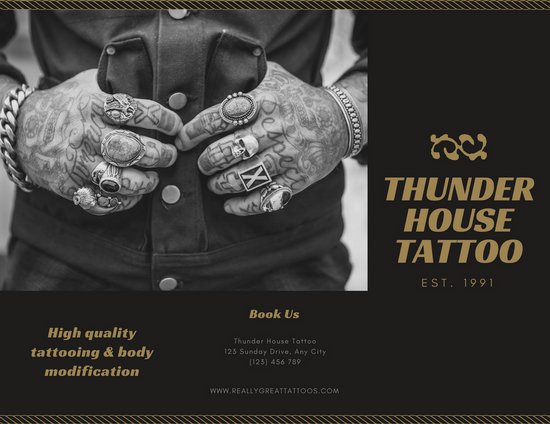 THUNDER
HOUSE
TATTOO
EST. 1991
High quality
tattooing & body
modification
Book Us
Thunder House Tattoo
123 Sunday Drive, Any City
(123) 456 789
WWW.REALLYGREATTATTOOS.COM
X